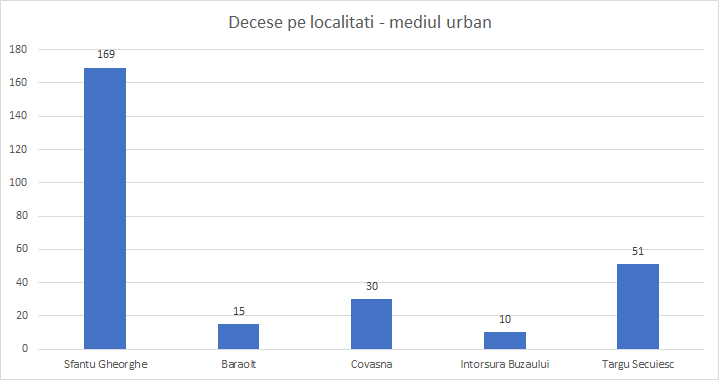 Decese pe localitati - mediul urban
180
160
140
120
100
80
60
40
20
0
169
15
30
10
51
Sfantu Gheorghe
Baraolt
Covasna
Intorsura Buzaului
Targu Secuiesc